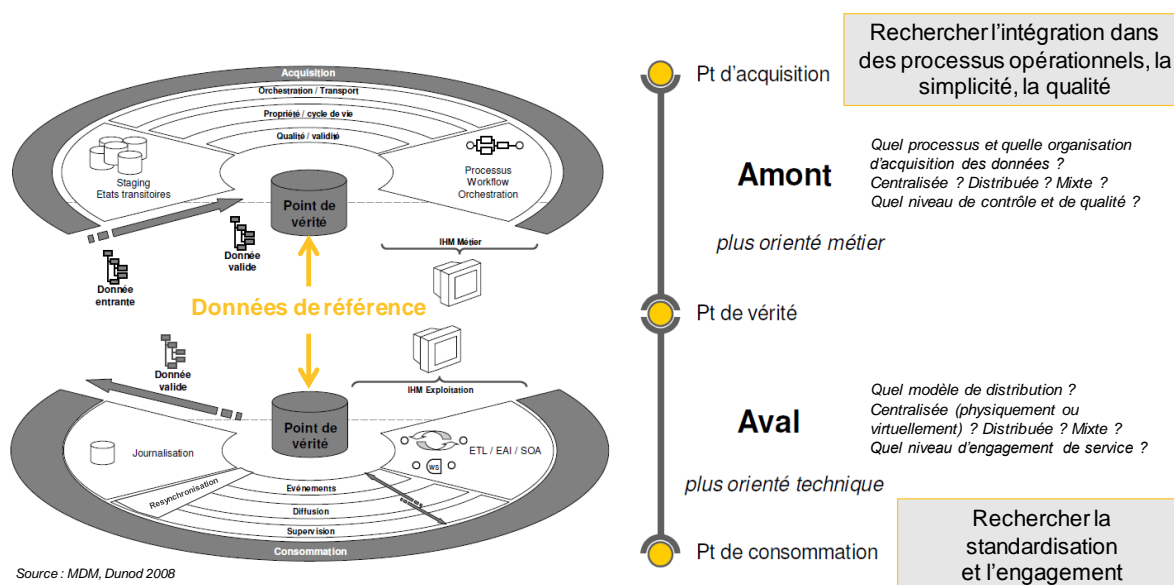 Acquisition
Orchestration / Transport
Propriété / cycle de vie
Qualité / validité
Staging
Etats transitoires
Processus
Workflow
Orchestration
Point de
vérité
Donnée
valide
Donnée
entrante
IHM Métier
Données de référence
Donnée
valide
IHM Exploitation
Point de
vérité
Journalisation
ETL / EAI / SOA
WS
Resynchronisation
Evénements
Diffusion
Supervision
Consommation
Source : MDM, Dunod 2008
Pt d'acquisition
Rechercher l'intégration dans
des processus opérationnels, la
simplicité, la qualité
Amont
Quel processus et quelle organisation
d'acquisition des données ?
Centralisée ? Distribuée ? Mixte ?
Quel niveau de contrôle et de qualité ?
plus orienté métier
Pt de vérité
Aval
Quel modèle de distribution ?
Centralisée (physiquement ou
virtuellement) ? Distribuée ? Mixte ?
Quel niveau d'engagement de service ?
plus orienté technique
Pt de consommation
Rechercher la
standardisation
et l'engagement